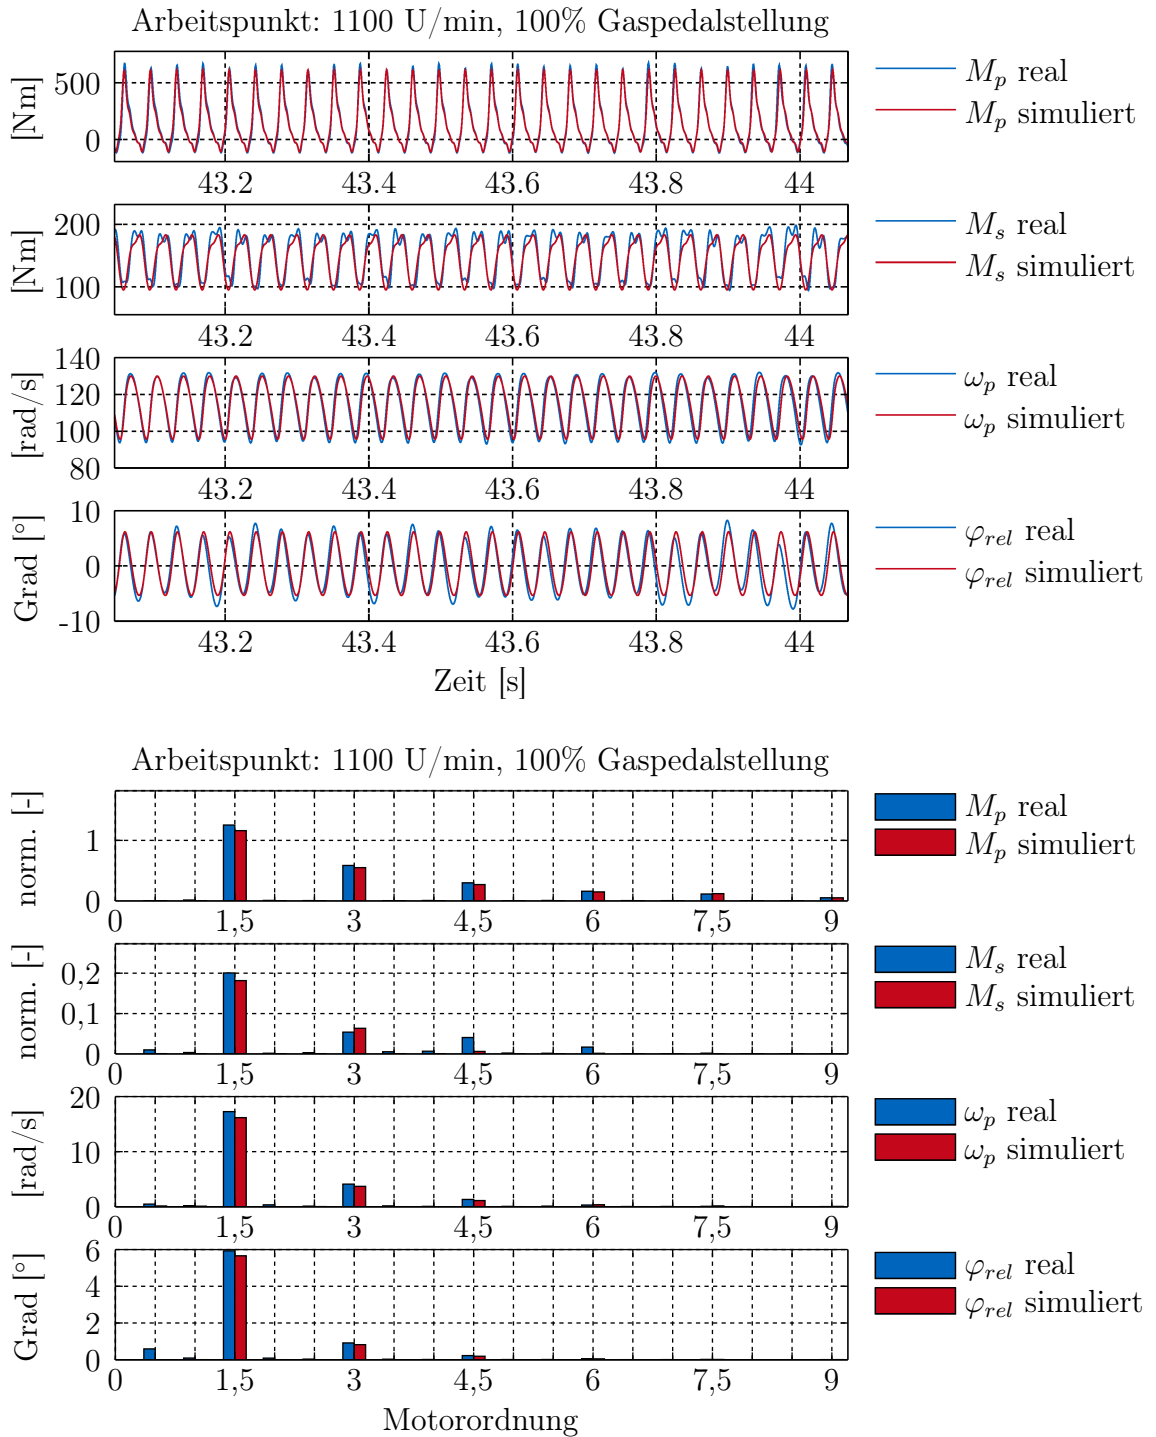 Arbeitspunkt: 1100 U/min, 100% Gaspedalstellung
[Nm]
500
0
43.2 43.4 43.6 43.8 44
M_p real
M_p simuliert
[Nm]
200
100
43.2 43.4 43.6 43.8 44
M_s real
M_s simuliert
[rad/s]
140
120
100
80
43.2 43.4 43.6 43.8 44
ω_p real
ω_p simuliert
Grad [°]
10
0
-10
43.2 43.4 43.6 43.8 44
Zeit [s]
φ_rel real
φ_rel simuliert
Arbeitspunkt: 1100 U/min, 100% Gaspedalstellung
norm. [-]
1
0
0 1,5 3 4,5 6 7,5 9
M_p real
M_p simuliert
norm. [-]
0,2
0,1
0
0 1,5 3 4,5 6 7,5 9
M_s real
M_s simuliert
[rad/s]
20
10
0
0 1,5 3 4,5 6 7,5 9
ω_p real
ω_p simuliert
Grad [°]
6
4
2
0
0 1,5 3 4,5 6 7,5 9
Motorordnung
φ_rel real
φ_rel simuliert